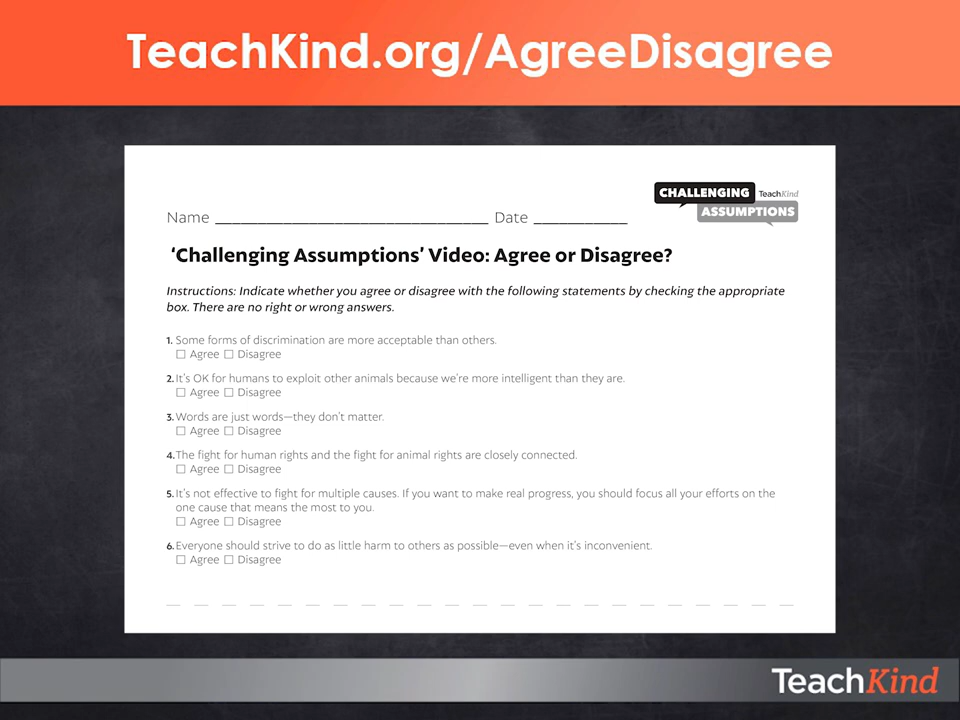 TeachKind.org/AgreeDisagree
CHALLENGING TeachKind
ASSUMPTIONS
Name ________________________________ Date ___________
‘Challenging Assumptions’ Video: Agree or Disagree?
Instructions: Indicate whether you agree or disagree with the following statements by checking the appropriate
box. There are no right or wrong answers.
1. Some forms of discrimination are more acceptable than others.
☐ Agree ☐ Disagree
2. It’s OK for humans to exploit other animals because we’re more intelligent than they are.
☐ Agree ☐ Disagree
3. Words are just words—they don’t matter.
☐ Agree ☐ Disagree
4. The fight for human rights and the fight for animal rights are closely connected.
☐ Agree ☐ Disagree
5. It’s not effective to fight for multiple causes. If you want to make real progress, you should focus all your efforts on the
one cause that means the most to you.
☐ Agree ☐ Disagree
6. Everyone should strive to do as little harm to others as possible—even when it’s inconvenient.
☐ Agree ☐ Disagree
TeachKind